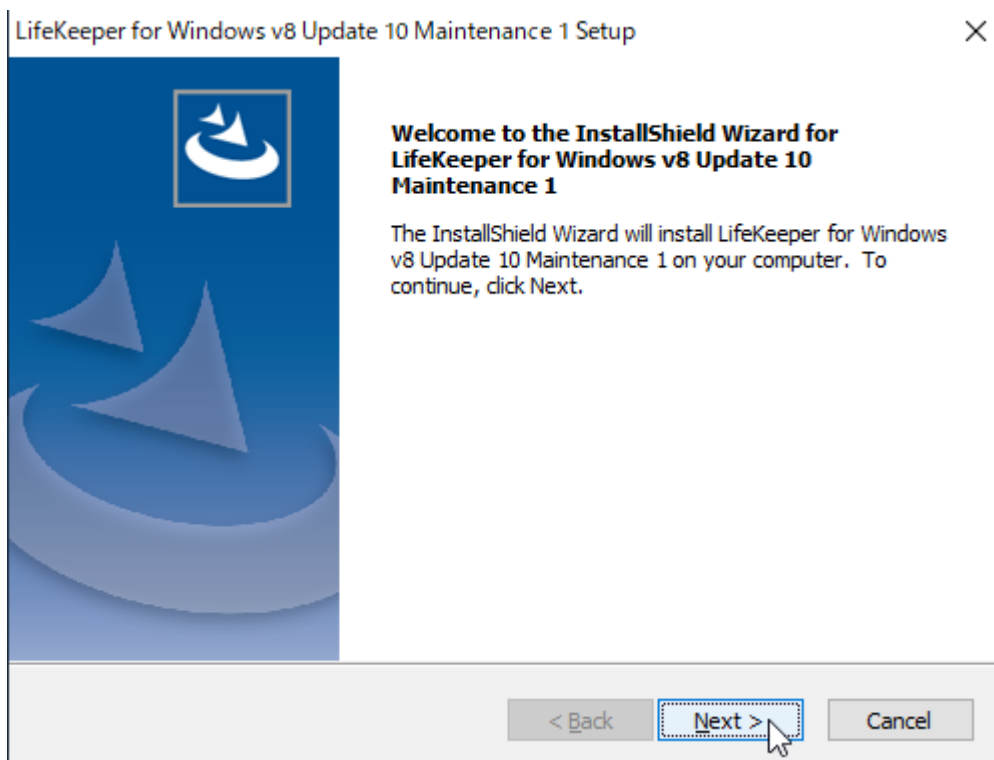 LifeKeeper for Windows v8 Update 10 Maintenance 1 Setup
Welcome to the InstallShield Wizard for
LifeKeeper for Windows v8 Update 10
Maintenance 1
The InstallShield Wizard will install LifeKeeper for Windows
v8 Update 10 Maintenance 1 on your computer.  To
continue, click Next.
< Back
Next >
Cancel